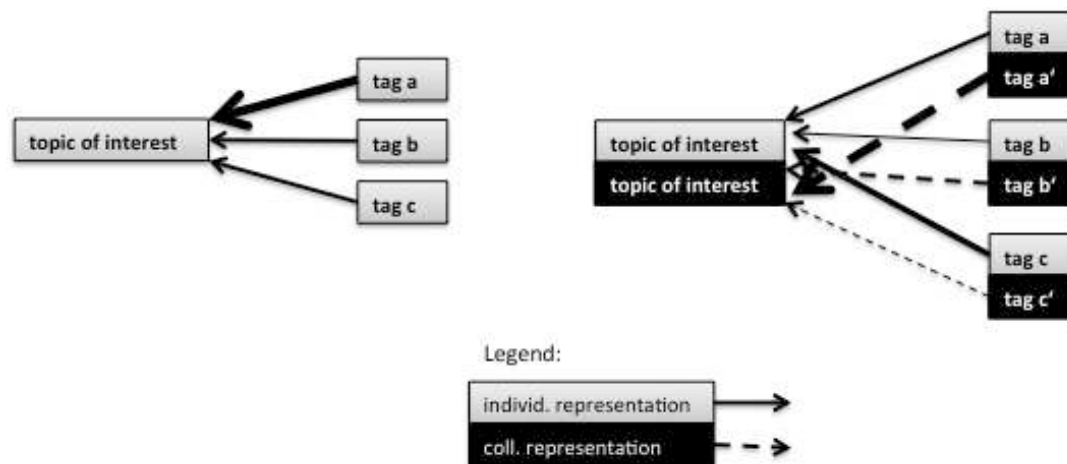 topic of interest
tag a
tag b
tag c
topic of interest
topic of interest
tag a
tag a'
tag b
tag b'
tag c
tag c'
Legend:
individ. representation
coll. representation